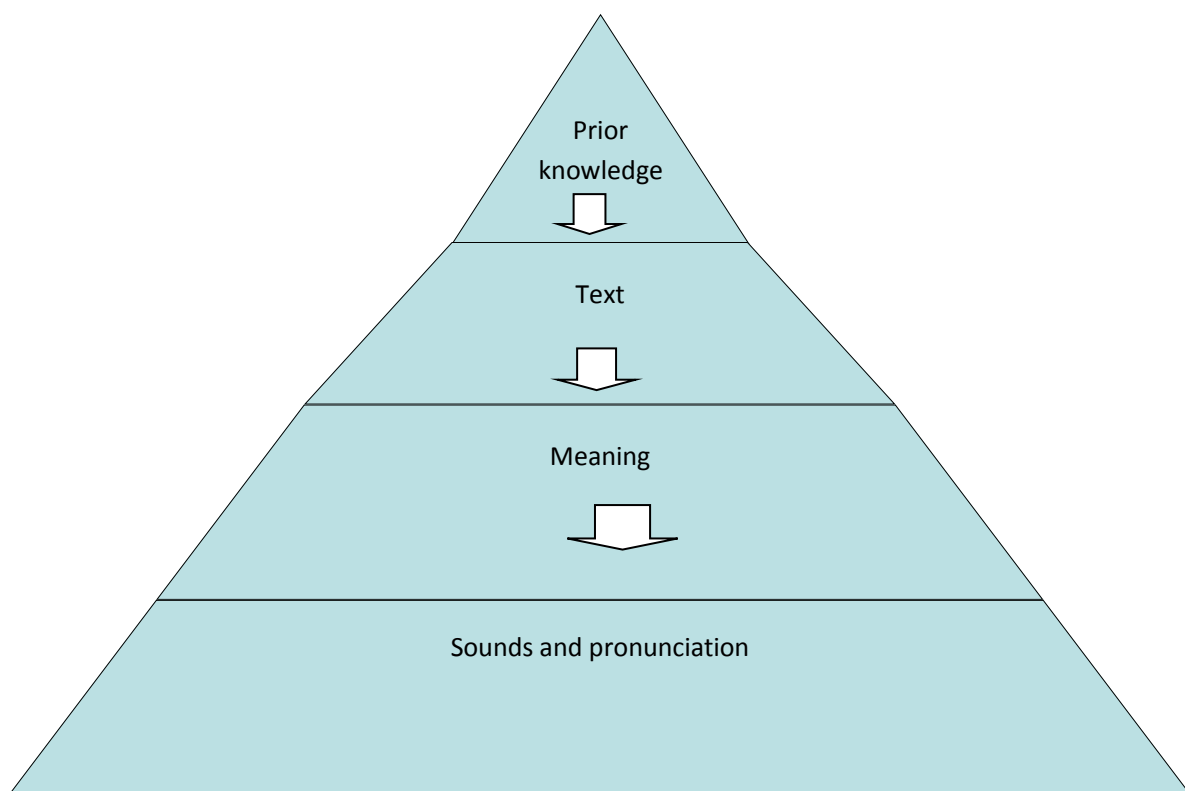 Prior
knowledge
Text
Meaning
Sounds and pronunciation